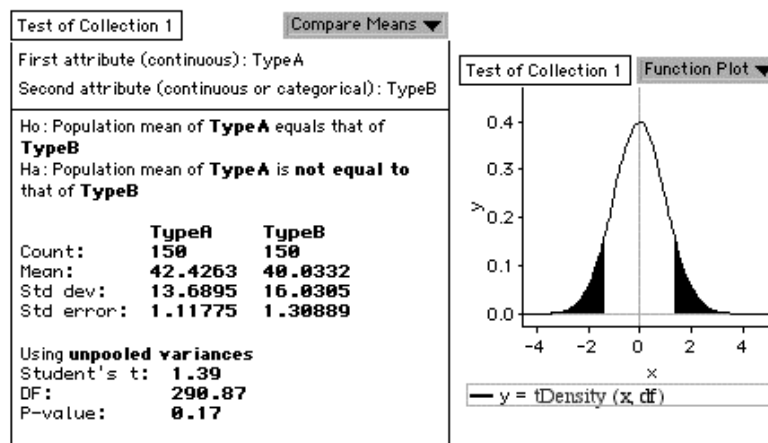 Test of Collection 1
Compare Means
First attribute (continuous): TypeA
Second attribute (continuous or categorical): TypeB
Ho: Population mean of TypeA equals that of
TypeB
Ha: Population mean of TypeA is not equal to
that of TypeB
TypeA TypeB
Count: 150 150
Mean: 42.4263 40.0332
Std dev: 13.6895 16.0305
Std error: 1.11775 1.30889
Using unpooled variances
Student's t: 1.39
DF: 290.87
P-value: 0.17
Test of Collection 1
Function Plot
0.4
0.3
0.2
0.1
0.0
y
-4 -2 0 2 4
x
y = tDensity (x, df)